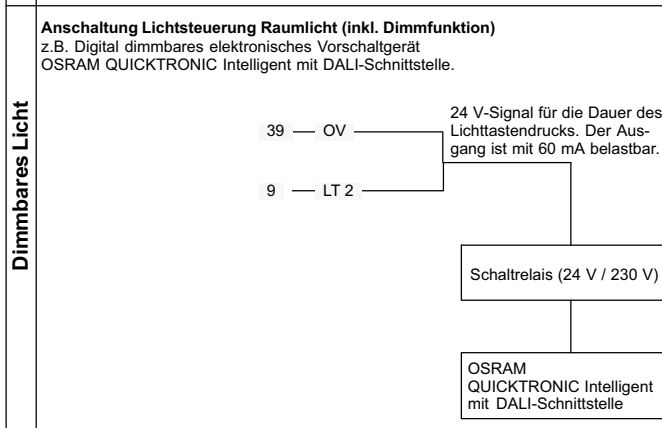 Anschaltung Lichtsteuerung Raumlicht (inkl. Dimmfunktion)
z.B. Digital dimmbares elektronisches Vorschaltgerät
OSRAM QUICKTRONIC Intelligent mit DALI-Schnittstelle.
Dimmbares Licht
39 OV
24 V-Signal für die Dauer des
Lichttastendrucks. Der Aus-
gang ist mit 60 mA belastbar.
9 LT 2
Schaltrelais (24 V / 230 V)
OSRAM
QUICKTRONIC Intelligent
mit DALI-Schnittstelle